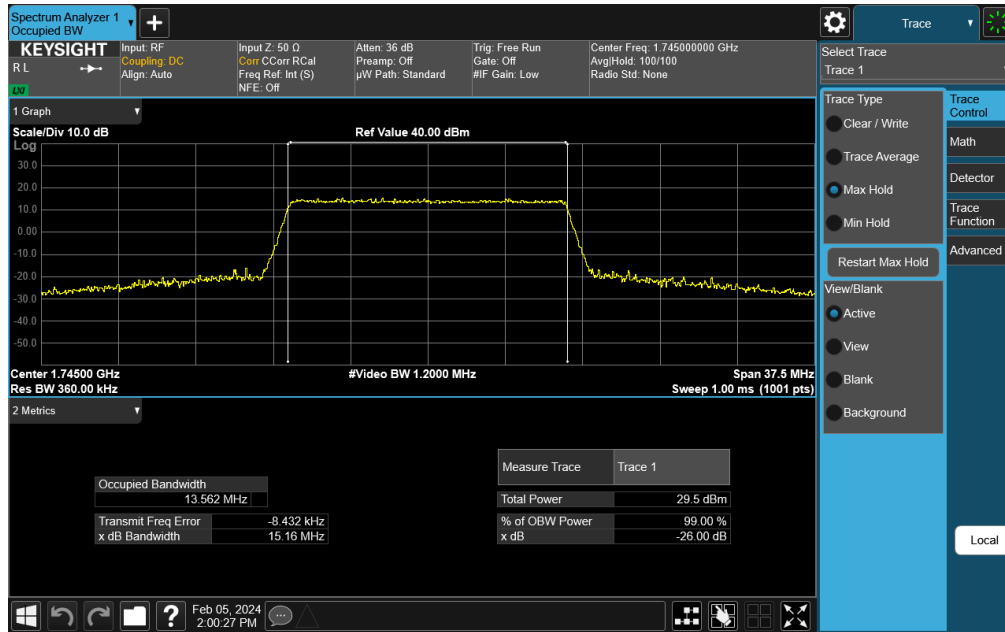 Spectrum Analyzer 1
Occupied BW
Trace
KEYSIGHT
R L
LXI
Input: RF
Coupling: DC
Align: Auto
Input Z: 50 Ω
Corr CCorr RCal
Freq Ref: Int (S)
NFE: Off
Atten: 36 dB
Preamp: Off
µW Path: Standard
Trig: Free Run
Gate: Off
#IF Gain: Low
Center Freq: 1.745000000 GHz
Avg|Hold: 100/100
Radio Std: None
Select Trace
Trace 1
1 Graph
Scale/Div 10.0 dB
Ref Value 40.00 dBm
Log
30.0
20.0
10.0
0.00
-10.0
-20.0
-30.0
-40.0
-50.0
Center 1.74500 GHz
#Video BW 1.2000 MHz
Span 37.5 MHz
Res BW 360.00 kHz
Sweep 1.00 ms (1001 pts)
Trace Type
Clear / Write
Trace Average
Max Hold
Min Hold
Restart Max Hold
View/Blank
Active
View
Blank
Background
Trace
Control
Math
Detector
Trace
Function
Advanced
Local
2 Metrics
Occupied Bandwidth
13.562 MHz
Transmit Freq Error -8.432 kHz
x dB Bandwidth 15.16 MHz
Measure Trace Trace 1
Total Power 29.5 dBm
% of OBW Power 99.00 %
x dB -26.00 dB
?
Feb 05, 2024
2:00:27 PM